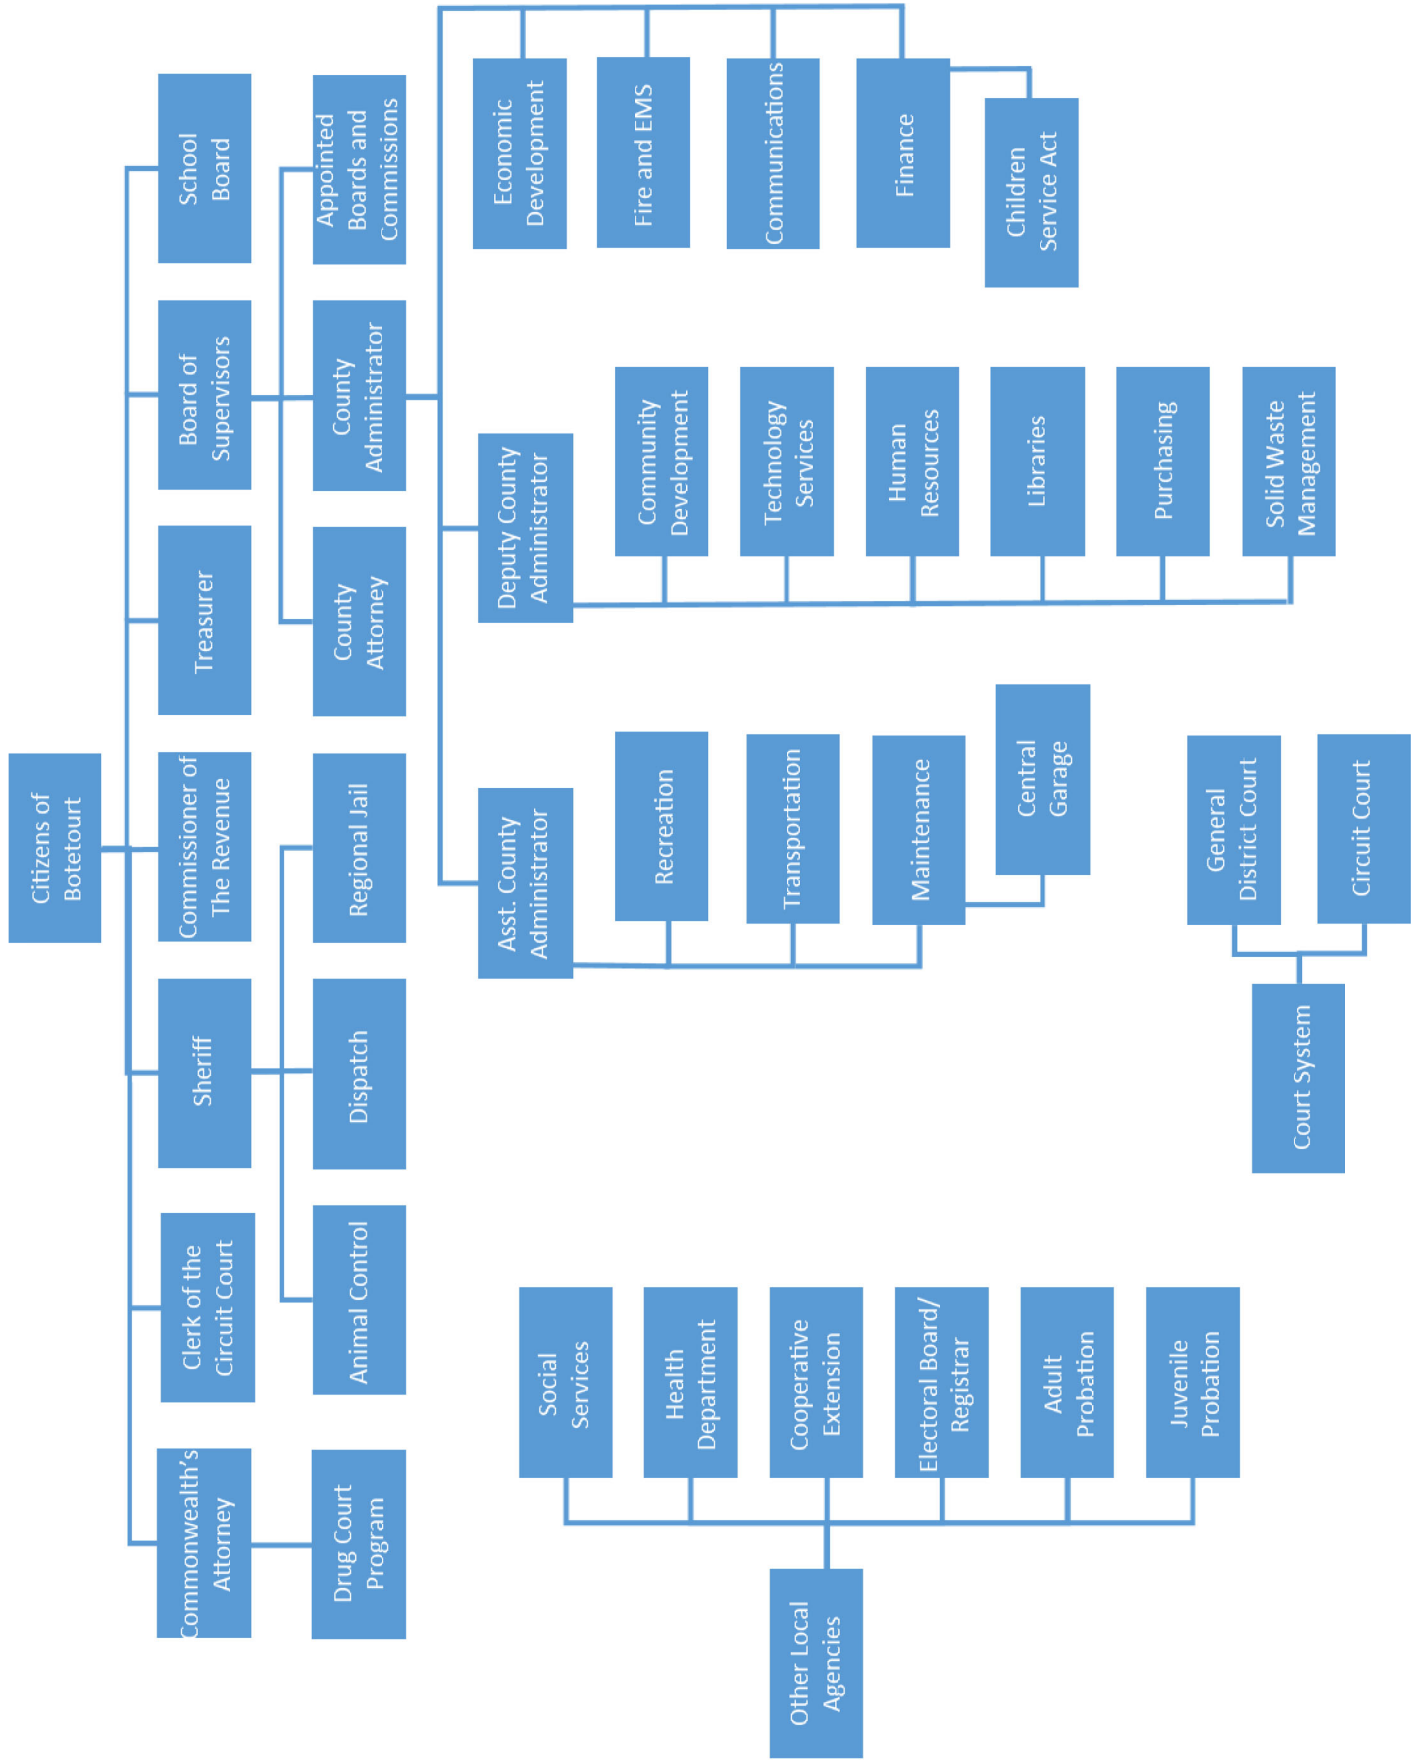 Citizens of
Botetourt
Commonwealth's
Attorney
Clerk of the
Circuit Court
Sheriff
Commissioner of
The Revenue
Treasurer
Board of
Supervisors
School
Board
Drug Court
Program
Animal Control
Dispatch
Regional Jail
County
Attorney
County
Administrator
Appointed
Boards and
Commissions
Asst. County
Administrator
Deputy County
Administrator
Economic
Development
Fire and EMS
Communications
Finance
Children
Service Act
Community
Development
Technology
Services
Human
Resources
Libraries
Purchasing
Solid Waste
Management
Recreation
Transportation
Maintenance
Central
Garage
Other Local
Agencies
Social
Services
Health
Department
Cooperative
Extension
Electoral Board/
Registrar
Adult
Probation
Juvenile
Probation
Court System
General
District Court
Circuit Court